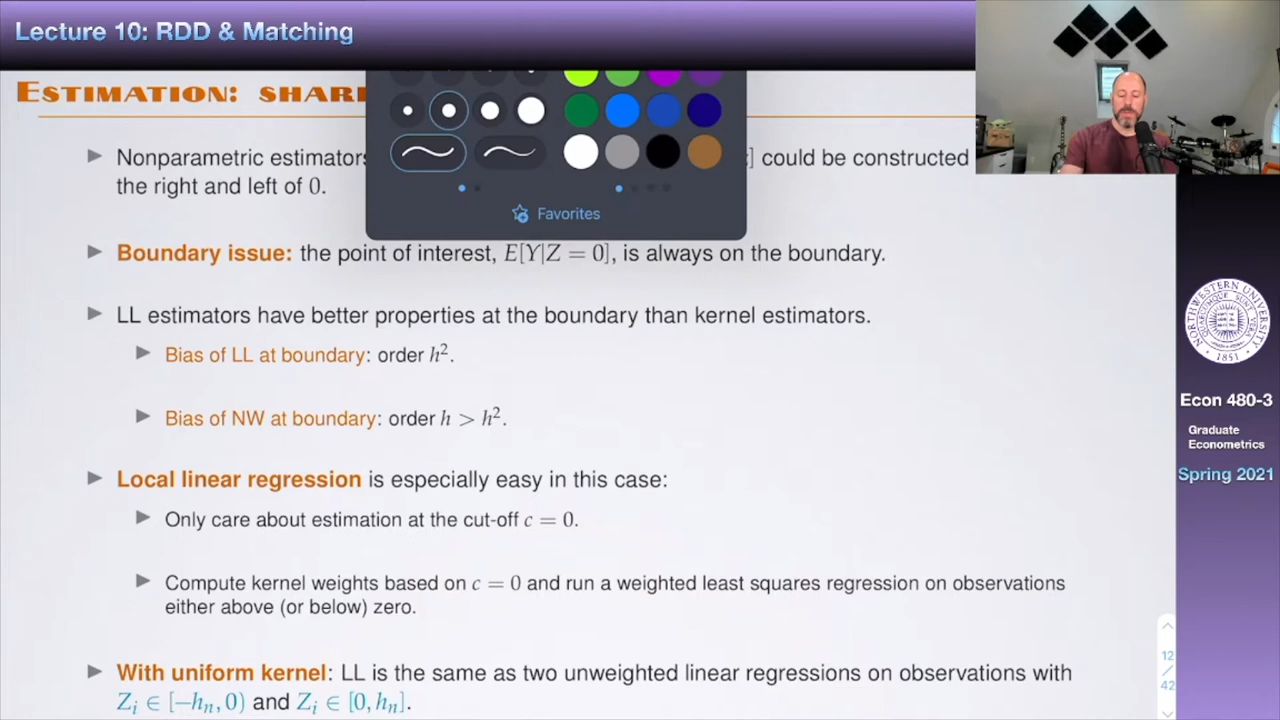 Lecture 10: RDD & Matching
ESTIMATION: SHAR
Nonparametric estimators
] could be constructed
the right and left of 0.
Favorites
Boundary issue: the point of interest, E[Y|Z = 0], is always on the boundary.
LL estimators have better properties at the boundary than kernel estimators.
Bias of LL at boundary: order h².
Bias of NW at boundary: order h > h².
Local linear regression is especially easy in this case:
Only care about estimation at the cut-off c = 0.
Compute kernel weights based on c = 0 and run a weighted least squares regression on observations
either above (or below) zero.
With uniform kernel: LL is the same as two unweighted linear regressions on observations with
Zᵢ ∈ [−hₙ, 0) and Zᵢ ∈ [0, hₙ].
12
/
42
NORTHWESTERN UNIVERSITY
1851
Econ 480-3
Graduate
Econometrics
Spring 2021